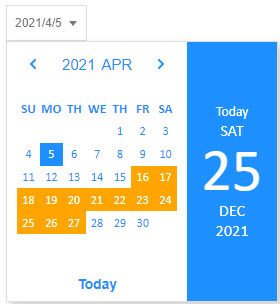 2021/4/5
2021 APR
SU MO TU WE TH FR SA
1 2 3
4 5 6 7 8 9 10
11 12 13 14 15 16 17
18 19 20 21 22 23 24
25 26 27 28 29 30
Today
Today
SAT
25
DEC
2021